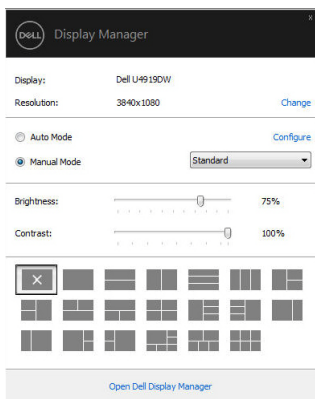 x
DELL Display Manager
Display: Dell U4919DW
Resolution: 3840x1080 Change
Auto Mode Configure
Manual Mode Standard
Brightness: 75%
Contrast: 100%
Open Dell Display Manager